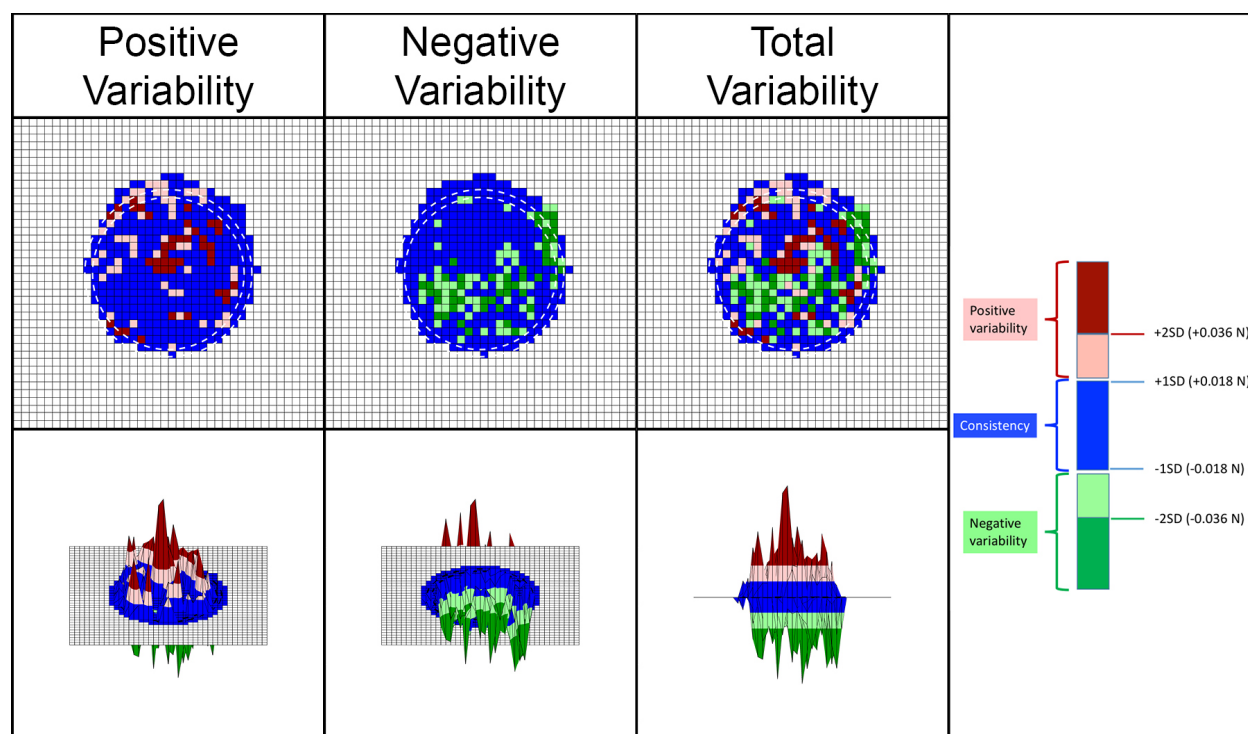 Positive
Variability
Negative
Variability
Total
Variability
Positive
variability
+2SD (+0.036 N)
+1SD (+0.018 N)
Consistency
-1SD (-0.018 N)
-2SD (-0.036 N)
Negative
variability